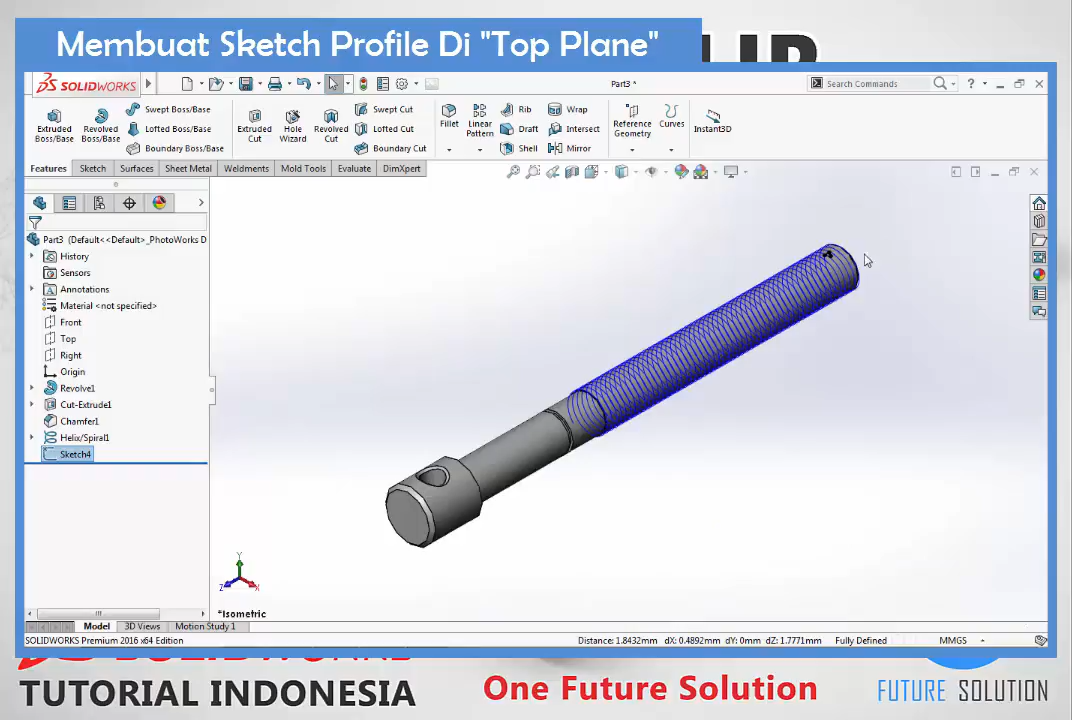 Membuat Sketch Profile Di "Top Plane"
SOLIDWORKS
Part3 *
Search Commands
Extruded Boss/Base
Revolved Boss/Base
Swept Boss/Base
Lofted Boss/Base
Boundary Boss/Base
Extruded Cut
Hole Wizard
Revolved Cut
Swept Cut
Lofted Cut
Boundary Cut
Fillet
Linear Pattern
Rib
Draft
Shell
Wrap
Intersect
Mirror
Reference Geometry
Curves
Instant3D
Features Sketch Surfaces Sheet Metal Weldments Mold Tools Evaluate DimXpert
Part3 (Default<<Default>_PhotoWorks D
History
Sensors
Annotations
Material <not specified>
Front
Top
Right
Origin
Revolve1
Cut-Extrude1
Chamfer1
Helix/Spiral1
Sketch4
Y
Z
X
*Isometric
Model 3D Views Motion Study 1
SOLIDWORKS Premium 2016 x64 Edition
Distance: 1.8432mm dX: 0.4892mm dY: 0mm dZ: 1.7771mm Fully Defined MMGS
TUTORIAL INDONESIA
One Future Solution
FUTURE SOLUTION